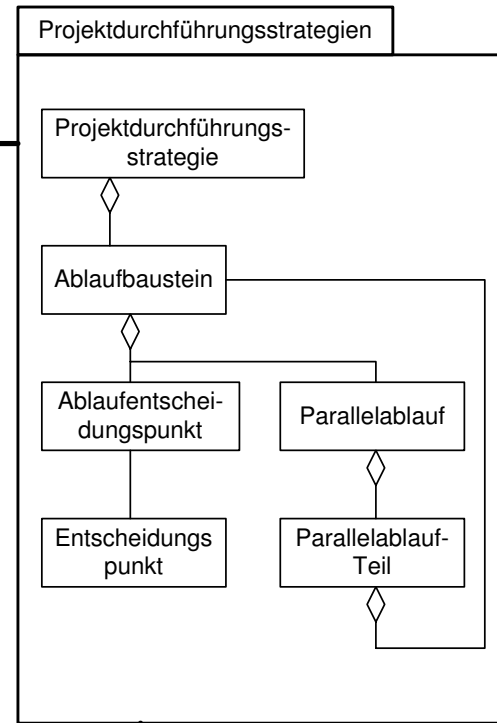 Projektdurchführungsstrategien
Projektdurchführungs-
strategie
Ablaufbaustein
Ablaufentschei-
dungspunkt
Parallelablauf
Entscheidungs
punkt
Parallelablauf-
Teil